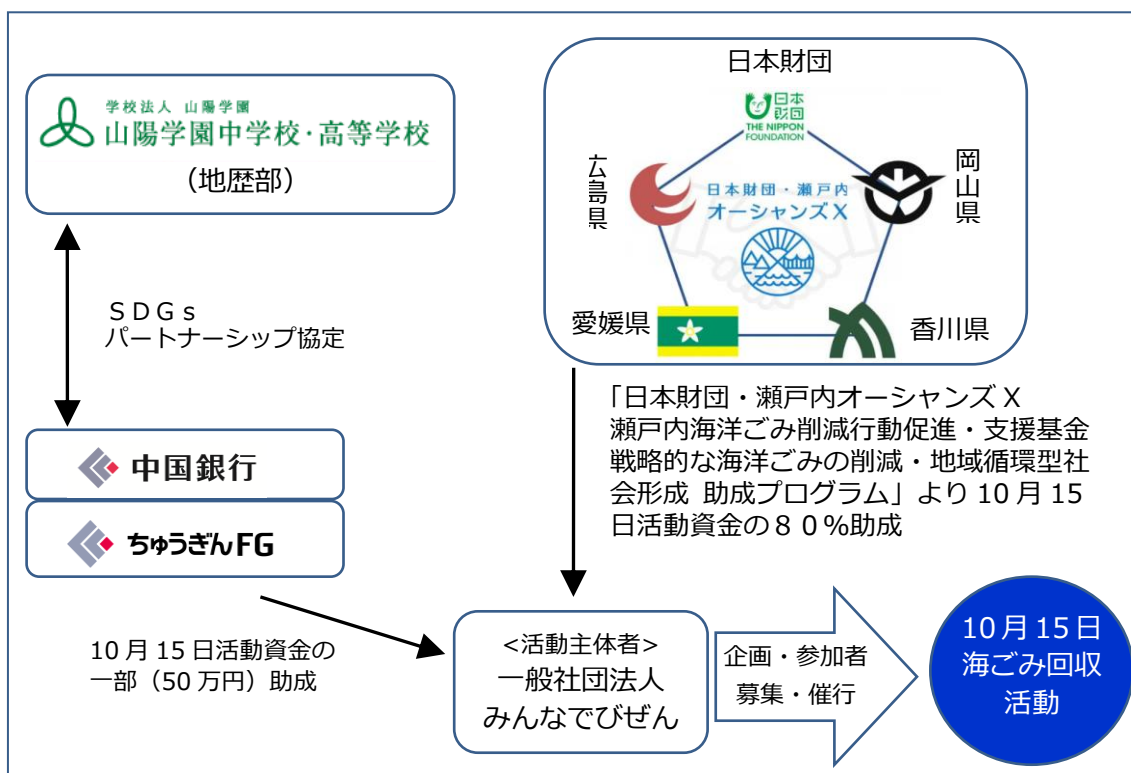 学校法人 山陽学園
山陽学園中学校・高等学校
(地歴部)
SDGs
パートナーシップ協定
中国銀行
ちゅうぎんFG
10月15日活動資金の
一部（50万円）助成
日本財団
日本
財団
THE NIPPON
FOUNDATION
広島県
岡山県
日本財団・瀬戸内
オーシャンズX
愛媛県
香川県
「日本財団・瀬戸内オーシャンズX
瀬戸内海洋ごみ削減行動促進・支援基金
戦略的な海洋ごみの削減・地域循環型社
会形成 助成プログラム」より10月15
日活動資金の８０%助成
<活動主体者>
一般社団法人
みんなでびぜん
企画・参加者
募集・催行
10月15日
海ごみ回収
活動